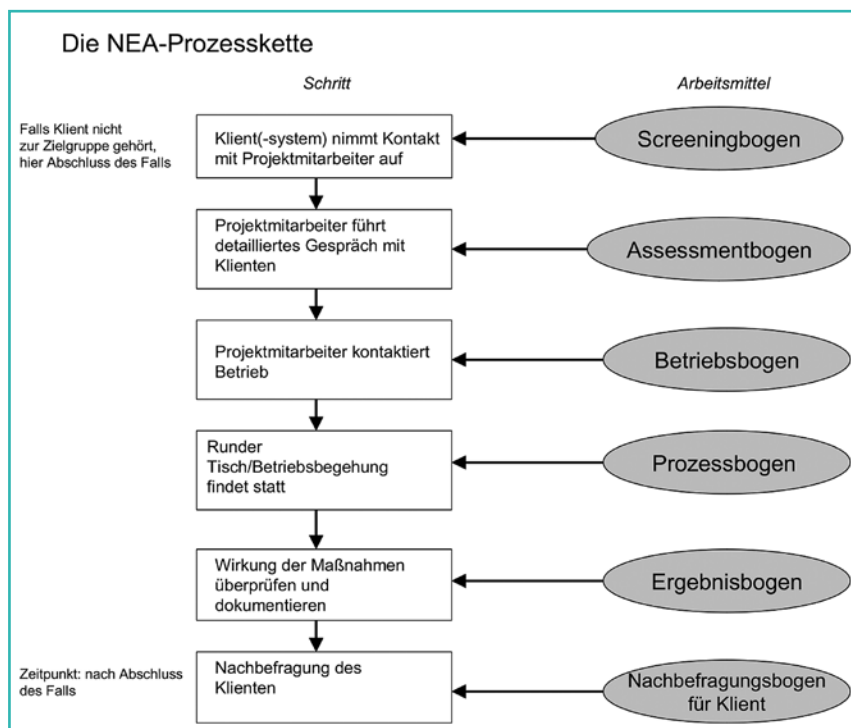 Die NEA-Prozesskette
Schritt
Arbeitsmittel
Falls Klient nicht
zur Zielgruppe gehört,
hier Abschluss des Falls
Klient(-system) nimmt Kontakt
mit Projektmitarbeiter auf
Screeningbogen
Projektmitarbeiter führt
detailliertes Gespräch mit
Klienten
Assessmentbogen
Projektmitarbeiter kontaktiert
Betrieb
Betriebsbogen
Runder
Tisch/Betriebsbegehung
findet statt
Prozessbogen
Wirkung der Maßnahmen
überprüfen und
dokumentieren
Ergebnisbogen
Zeitpunkt: nach Abschluss
des Falls
Nachbefragung des
Klienten
Nachbefragungsbogen
für Klient